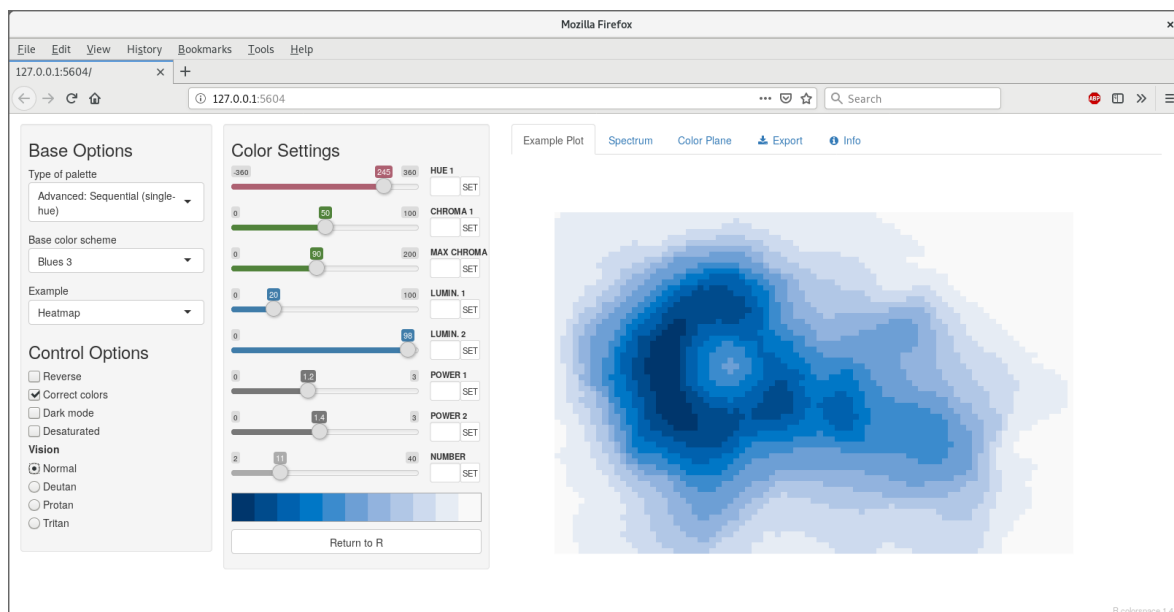 Mozilla Firefox
×
File Edit View History Bookmarks Tools Help
127.0.0.1:5604/ × +
127.0.0.1:5604
Search
ABP
Base Options
Type of palette
Advanced: Sequential (single-
hue)
Base color scheme
Blues 3
Example
Heatmap
Control Options
Reverse
Correct colors
Dark mode
Desaturated
Vision
Normal
Deutan
Protan
Tritan
Color Settings
-360 245 360 HUE 1
SET
0 50 100 CHROMA 1
SET
0 90 200 MAX CHROMA
SET
0 20 100 LUMIN. 1
SET
0 98 LUMIN. 2
SET
0 1.2 3 POWER 1
SET
0 1.4 3 POWER 2
SET
2 11 40 NUMBER
SET
Return to R
Example Plot Spectrum Color Plane Export Info